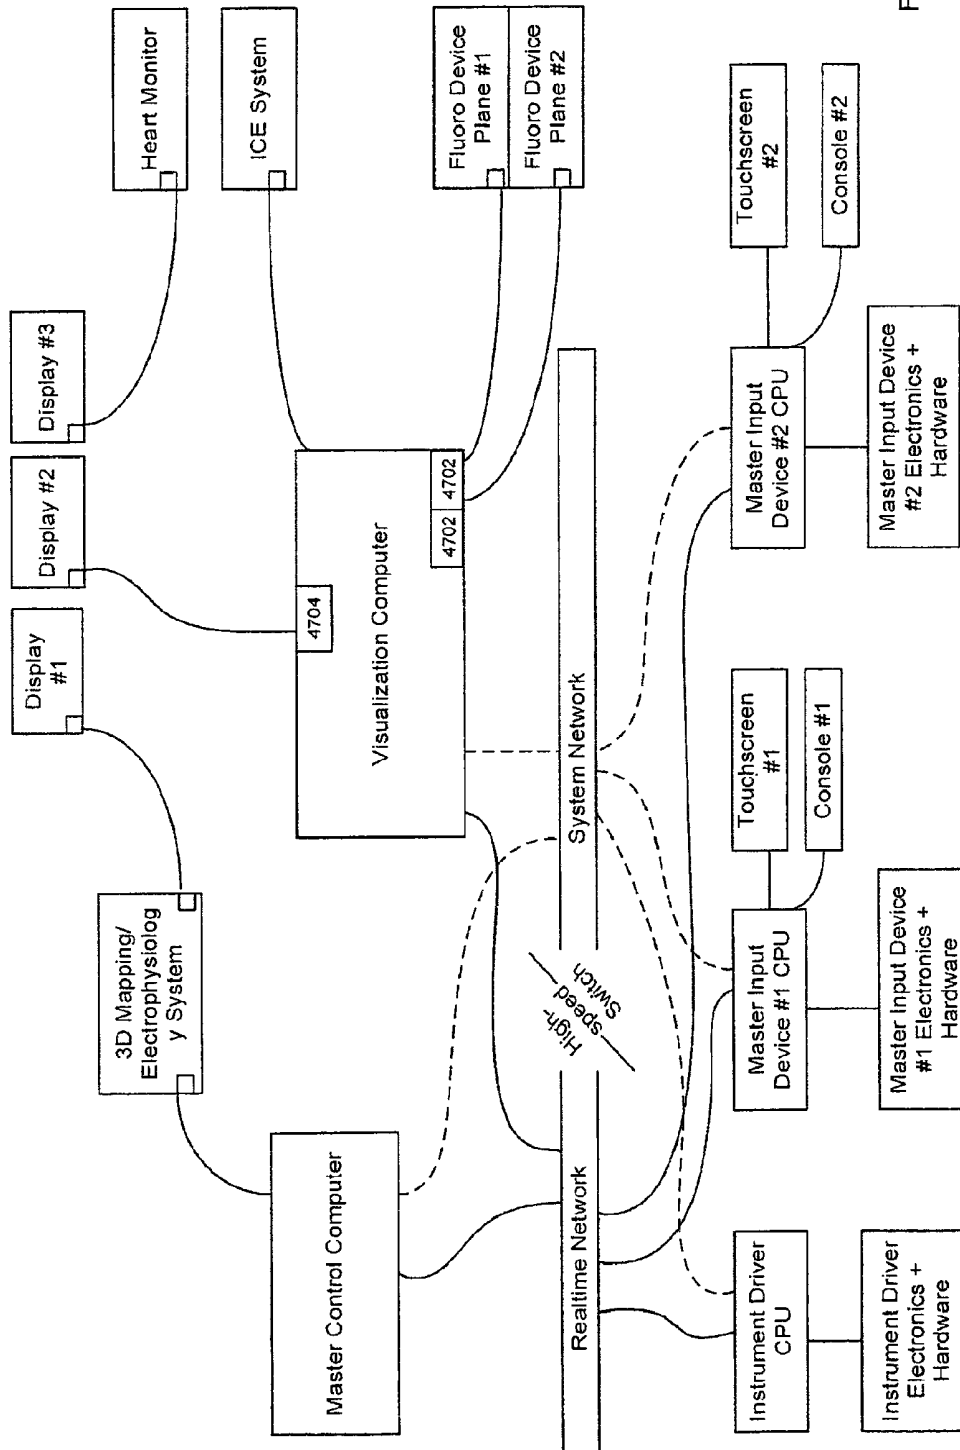 F
Heart Monitor
ICE System
Fluoro Device
Plane #1
Fluoro Device
Plane #2
Display #3
Display #2
Display
#1
3D Mapping/
Electrophysiolog
y System
4704
Visualization Computer
4702
4702
Master Control Computer
Realtime Network
High-
speed
Switch
System Network
Touchscreen
#2
Console #2
Master Input
Device #2 CPU
Master Input Device
#2 Electronics +
Hardware
Touchscreen
#1
Console #1
Master Input
Device #1 CPU
Master Input Device
#1 Electronics +
Hardware
Instrument Driver
CPU
Instrument Driver
Electronics +
Hardware